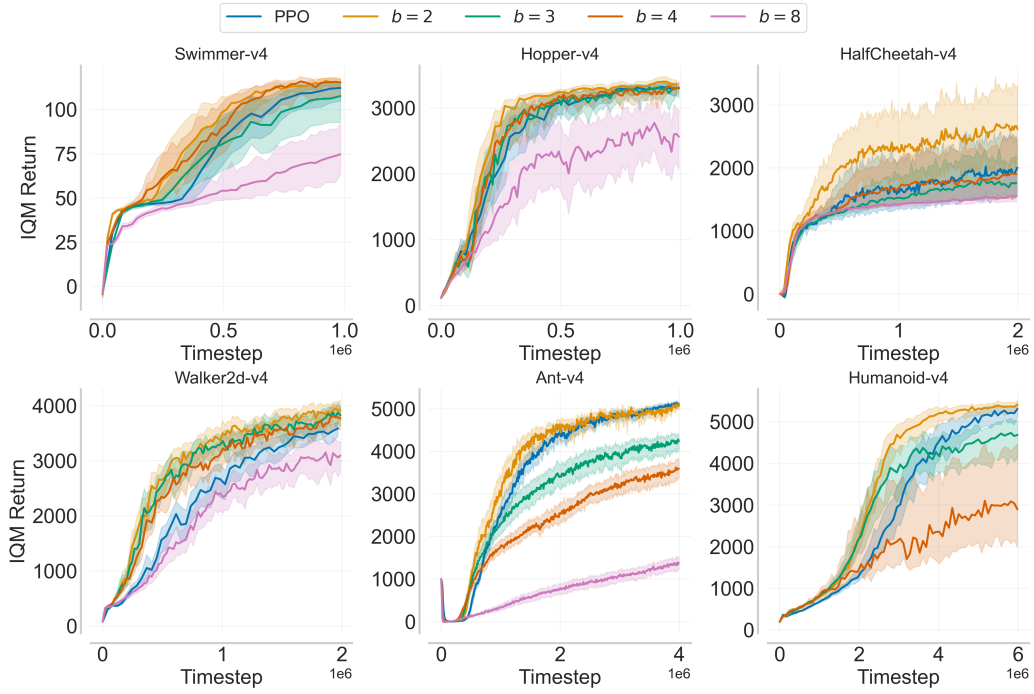 PPO b = 2 b = 3 b = 4 b = 8
Swimmer-v4
IQM Return
100
75
50
25
0
0.0 0.5 1.0
Timestep 1e6
Hopper-v4
3000
2000
1000
0
0.0 0.5 1.0
Timestep 1e6
HalfCheetah-v4
3000
2000
1000
0
0 1 2
Timestep 1e6
Walker2d-v4
IQM Return
4000
3000
2000
1000
0
0 1 2
Timestep 1e6
Ant-v4
5000
4000
3000
2000
1000
0
0 2 4
Timestep 1e6
Humanoid-v4
5000
4000
3000
2000
1000
0
0 2 4 6
Timestep 1e6